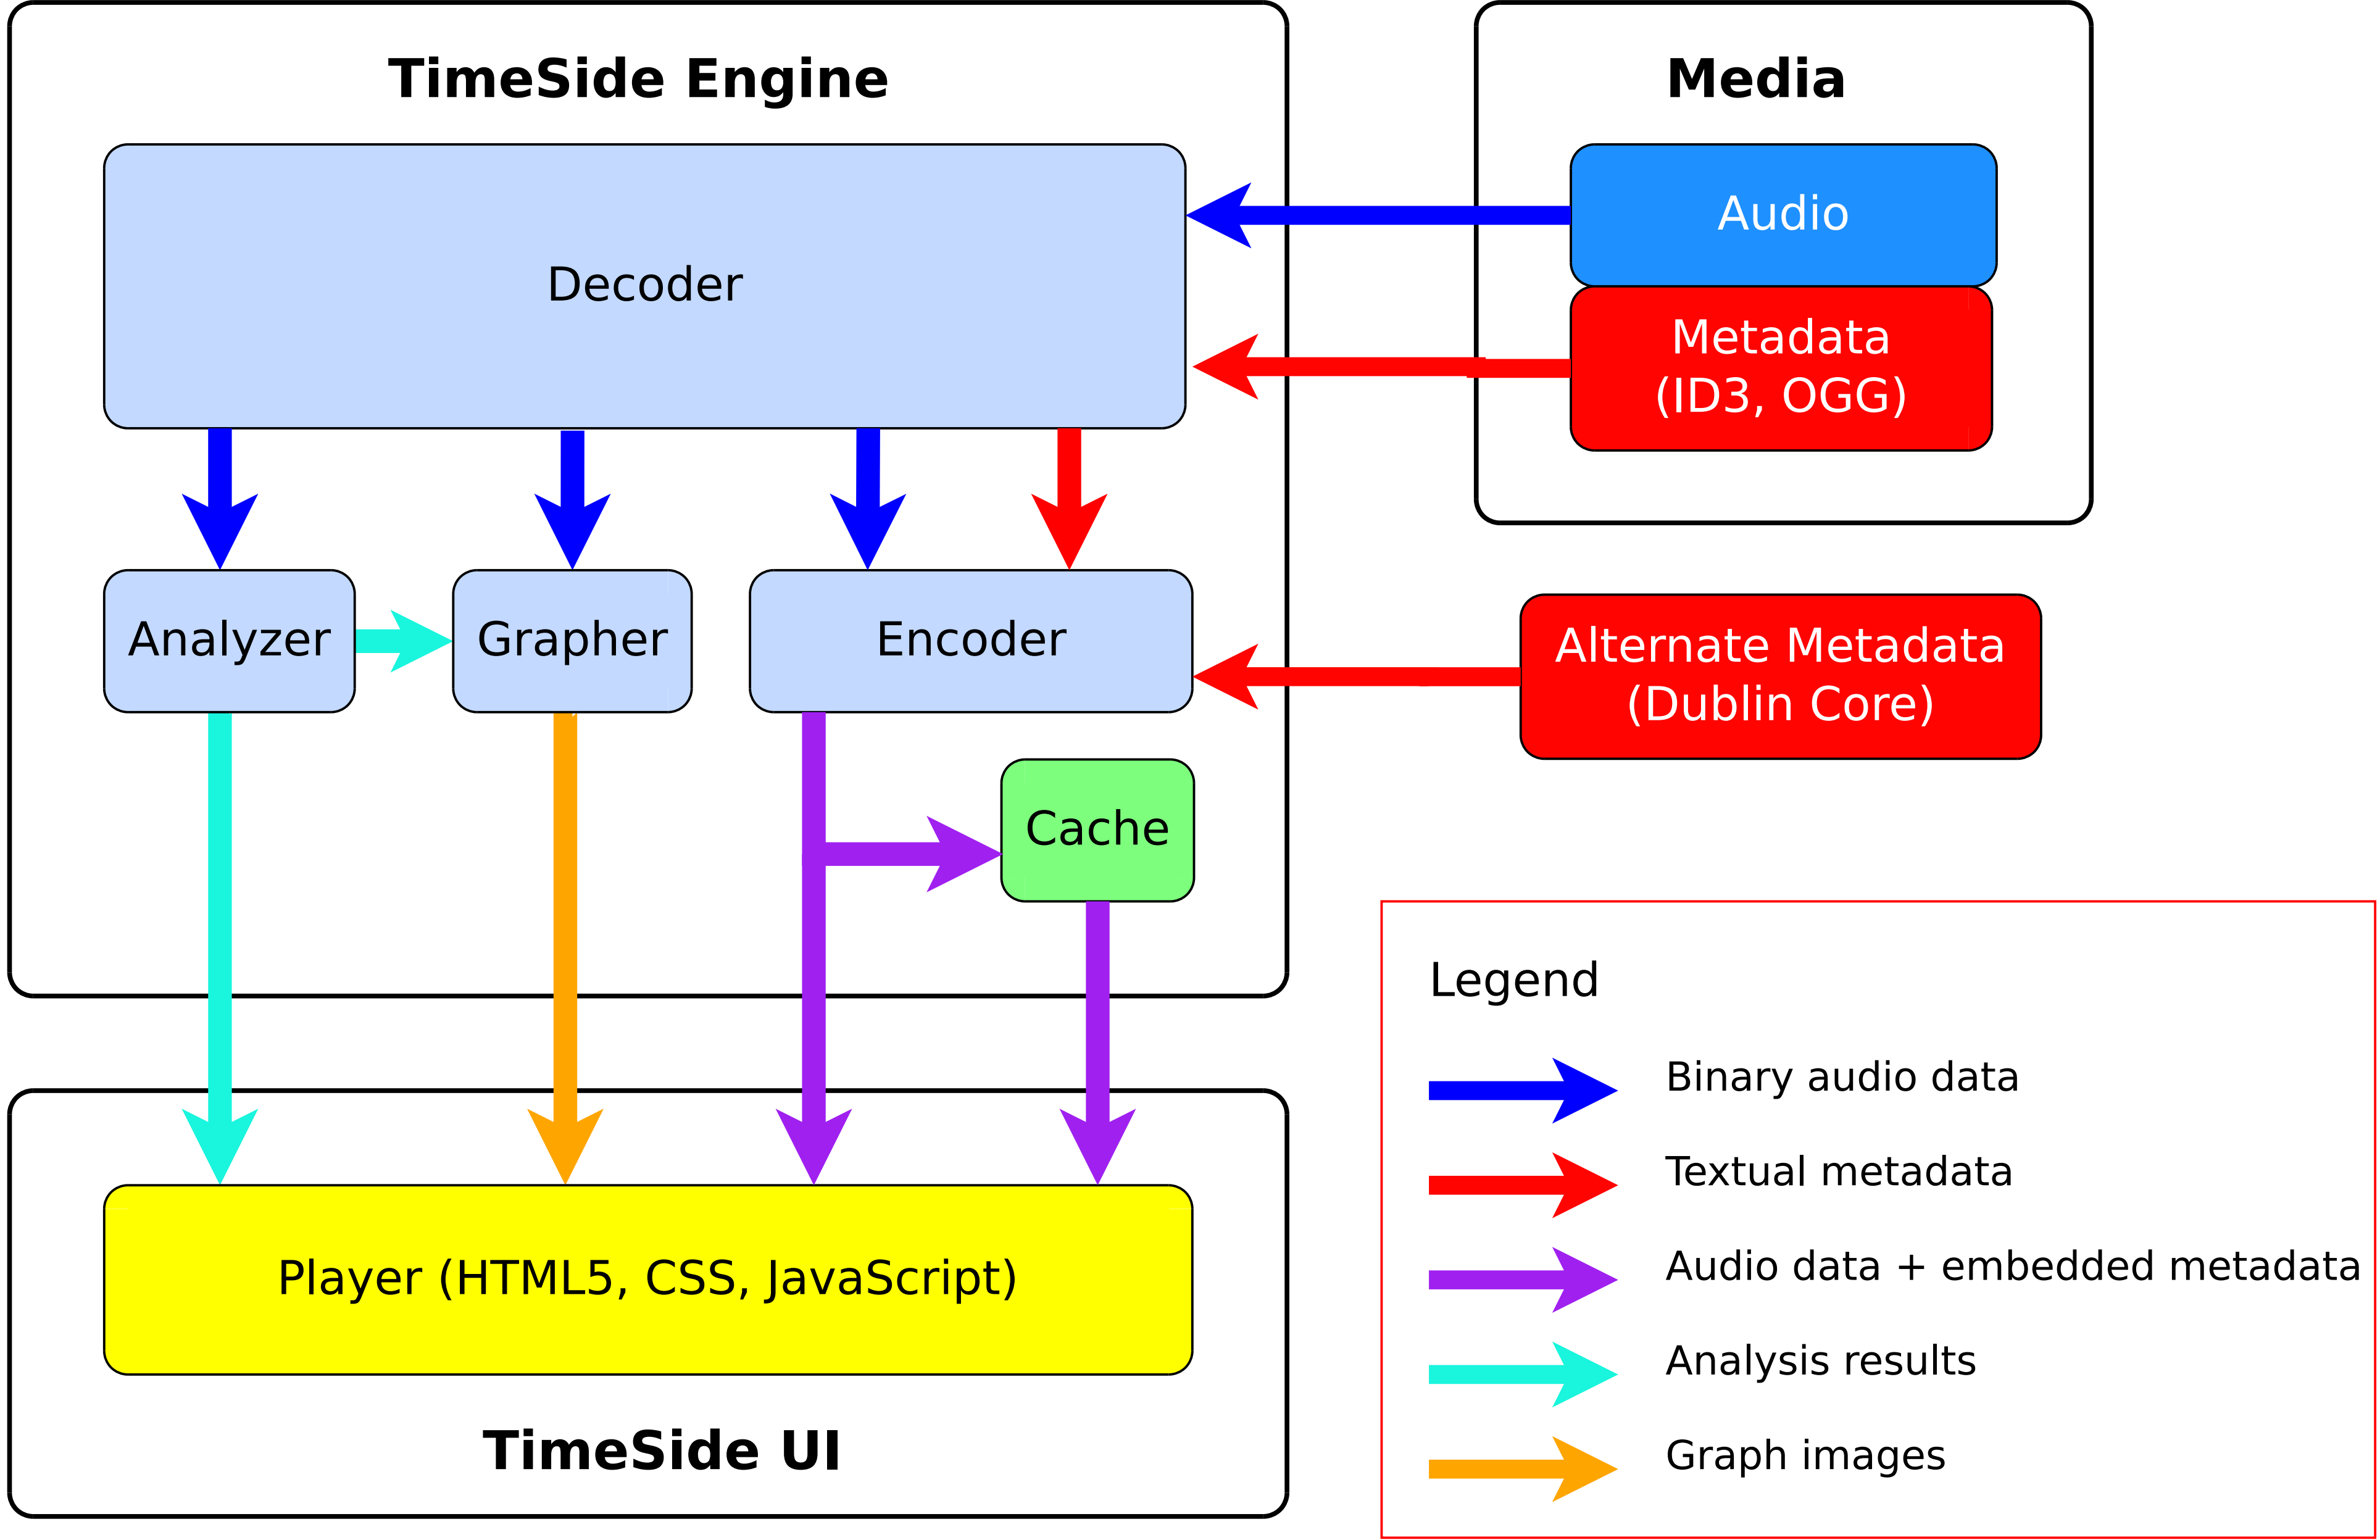 TimeSide Engine
Media
Decoder
Audio
Metadata
(ID3, OGG)
Analyzer
Grapher
Encoder
Alternate Metadata
(Dublin Core)
Cache
Legend
Binary audio data
Textual metadata
Audio data + embedded metadata
Analysis results
Graph images
Player (HTML5, CSS, JavaScript)
TimeSide UI